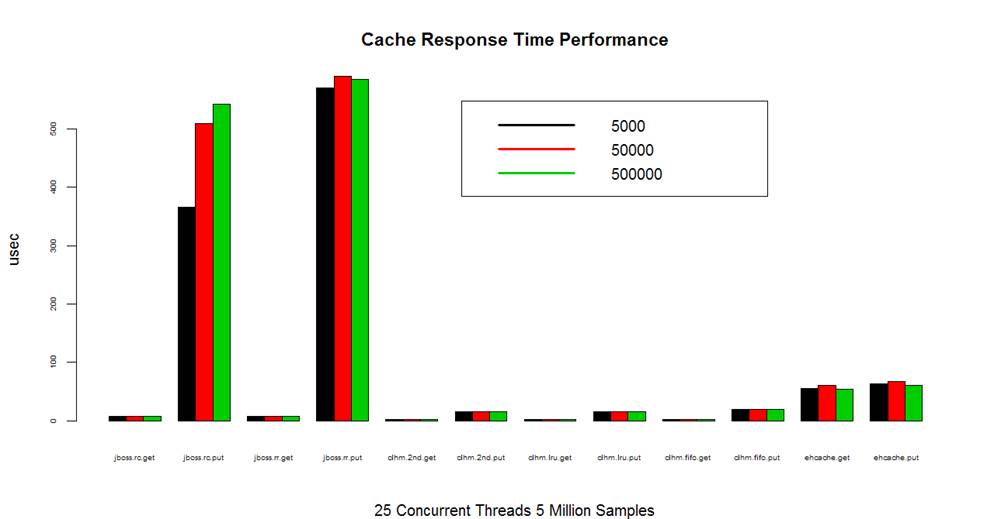 Cache Response Time Performance
5000
50000
500000
usec
500
400
300
200
100
0
jboss.rc.get jboss.rc.put jboss.rr.get jboss.rr.put clhm.2nd.get clhm.2nd.put clhm.lru.get clhm.lru.put clhm.fifo.get clhm.fifo.put ehcache.get ehcache.put
25 Concurrent Threads 5 Million Samples